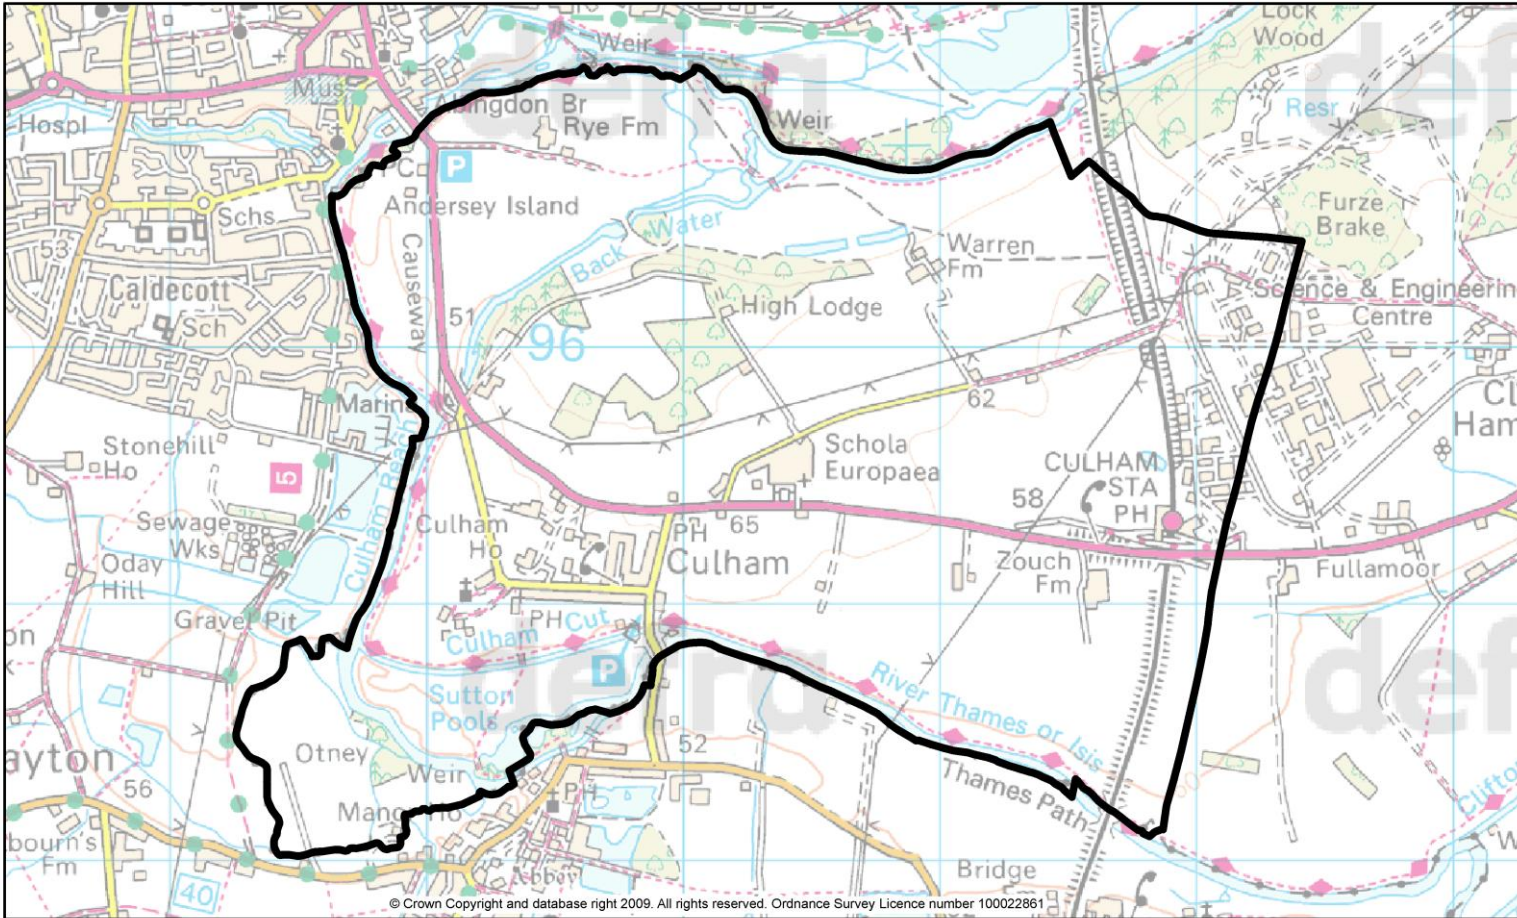 Lock
Wood
Weir
Mus
Hospl
Abingdon Br
Rye Fm
Weir
Resr
P
Schs
Andersey Island
Furze
Brake
53
Back Water
Warren
Fm
Causeway
Caldecott
Sch
51
High Lodge
Science & Engineerin
Centre
96
Marina
62
Cl
Ham
Stonehill
Ho
5
Schola
Europaea
CULHAM
STA
PH
58
Sewage
Wks
Culham Reach
Culham
Ho
PH
65
Culham
Oday
Hill
Zouch
Fm
Fullamoor
Gravel Pit
PH
Culham Cut
on
P
Sutton
Pools
River Thames or Isis
ayton
Otney
Weir
52
Thames Path
Clifto
56
PH
bourn's
Fm
40
Abbey
Bridge
defra
© Crown Copyright and database right 2009. All rights reserved. Ordnance Survey Licence number 100022861